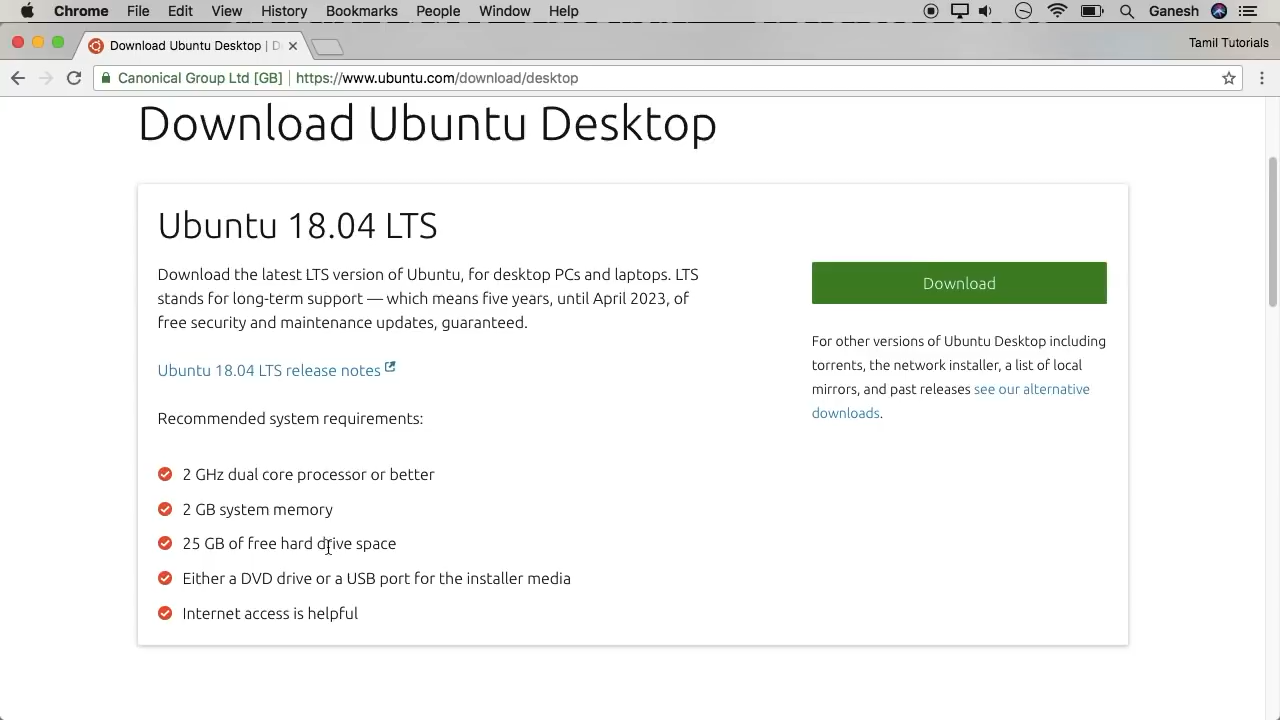 Chrome File Edit View History Bookmarks People Window Help Ganesh
Download Ubuntu Desktop | D
Tamil Tutorials
Canonical Group Ltd [GB] https://www.ubuntu.com/download/desktop
Download Ubuntu Desktop
Ubuntu 18.04 LTS
Download the latest LTS version of Ubuntu, for desktop PCs and laptops. LTS
stands for long-term support — which means five years, until April 2023, of
free security and maintenance updates, guaranteed.
Ubuntu 18.04 LTS release notes
Recommended system requirements:
2 GHz dual core processor or better
2 GB system memory
25 GB of free hard drive space
Either a DVD drive or a USB port for the installer media
Internet access is helpful
Download
For other versions of Ubuntu Desktop including
torrents, the network installer, a list of local
mirrors, and past releases see our alternative
downloads.